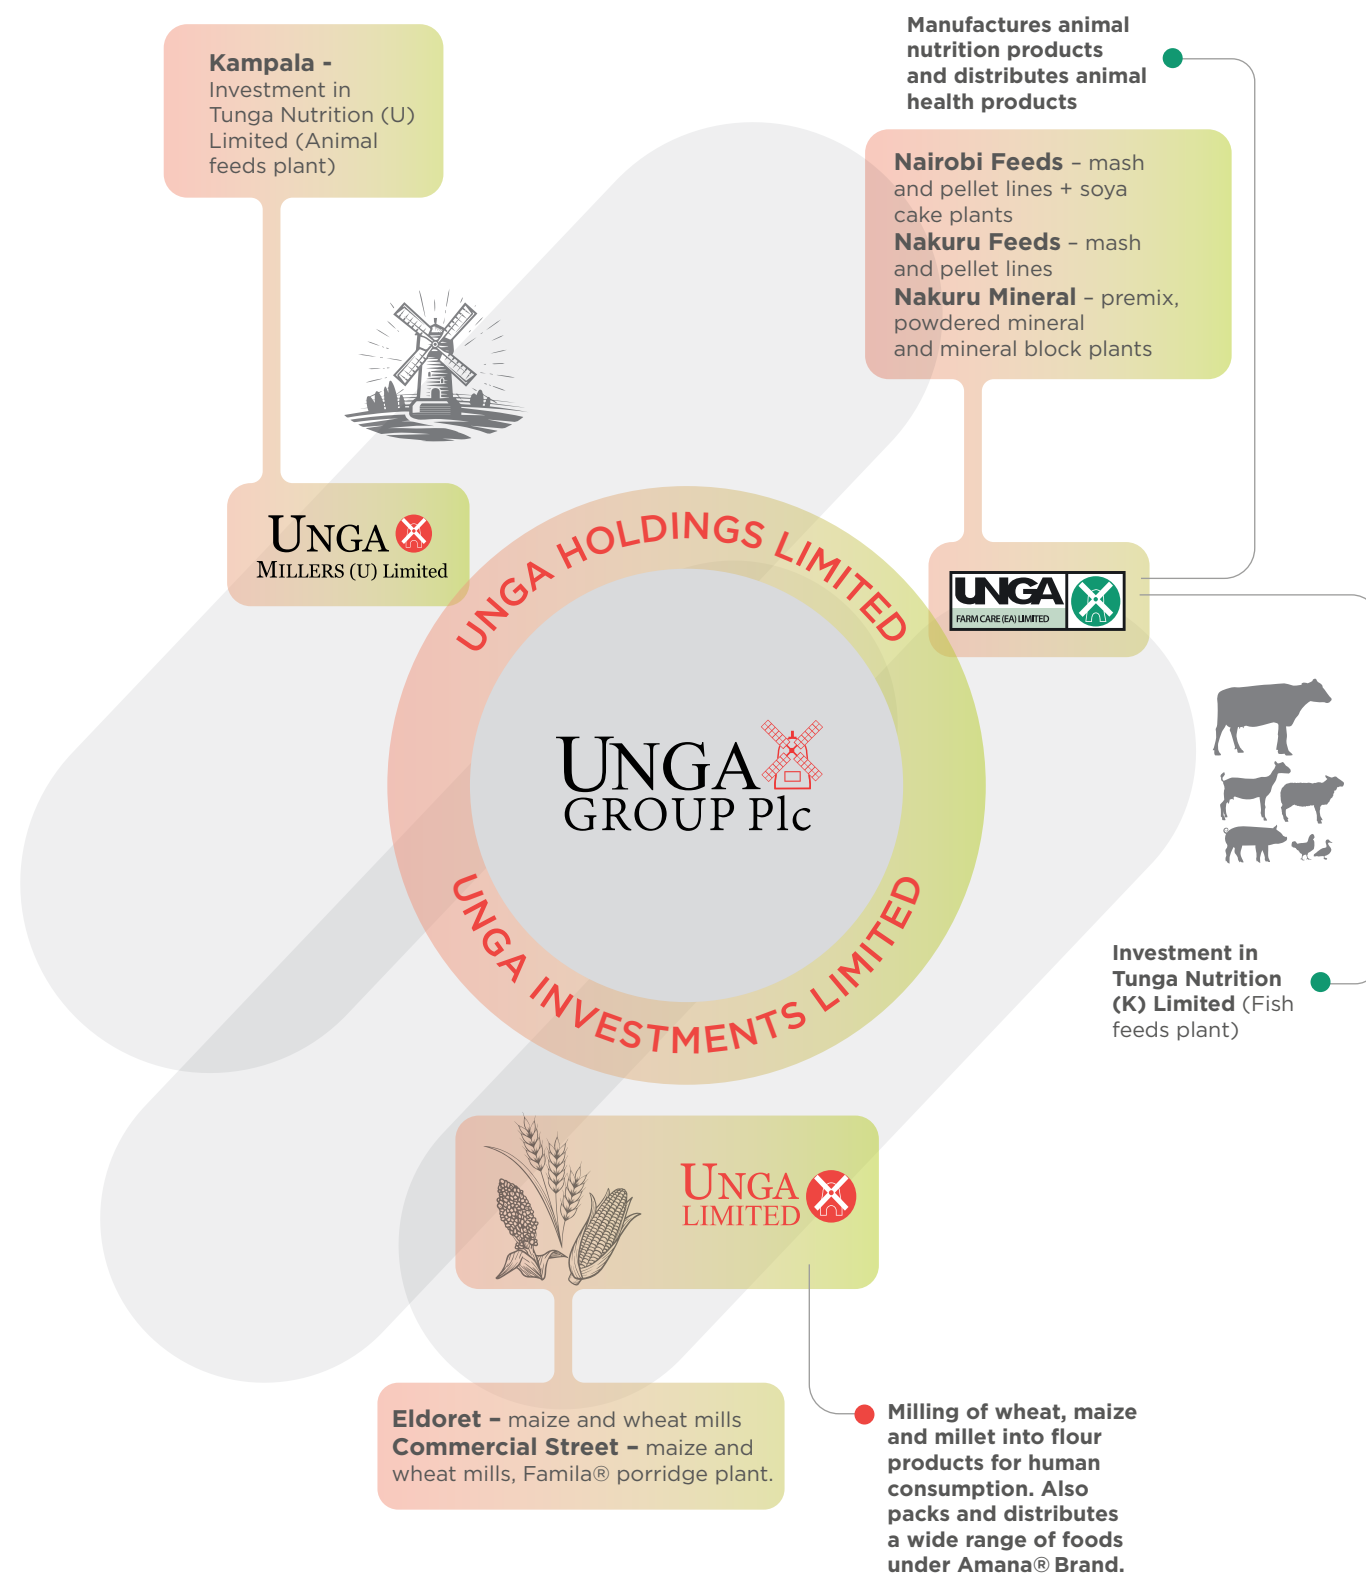 Kampala -
Investment in
Tunga Nutrition (U)
Limited (Animal
feeds plant)
Manufactures animal
nutrition products
and distributes animal
health products
Nairobi Feeds – mash
and pellet lines + soya
cake plants
Nakuru Feeds – mash
and pellet lines
Nakuru Mineral – premix,
powdered mineral
and mineral block plants
UNGA
MILLERS (U) Limited
UNGA HOLDINGS LIMITED
UNGA
FARM CARE (EA) LIMITED
UNGA
GROUP Plc
UNGA INVESTMENTS LIMITED
Investment in
Tunga Nutrition
(K) Limited (Fish
feeds plant)
UNGA
LIMITED
Eldoret – maize and wheat mills
Commercial Street – maize and
wheat mills, Famila® porridge plant.
Milling of wheat, maize
and millet into flour
products for human
consumption. Also
packs and distributes
a wide range of foods
under Amana® Brand.